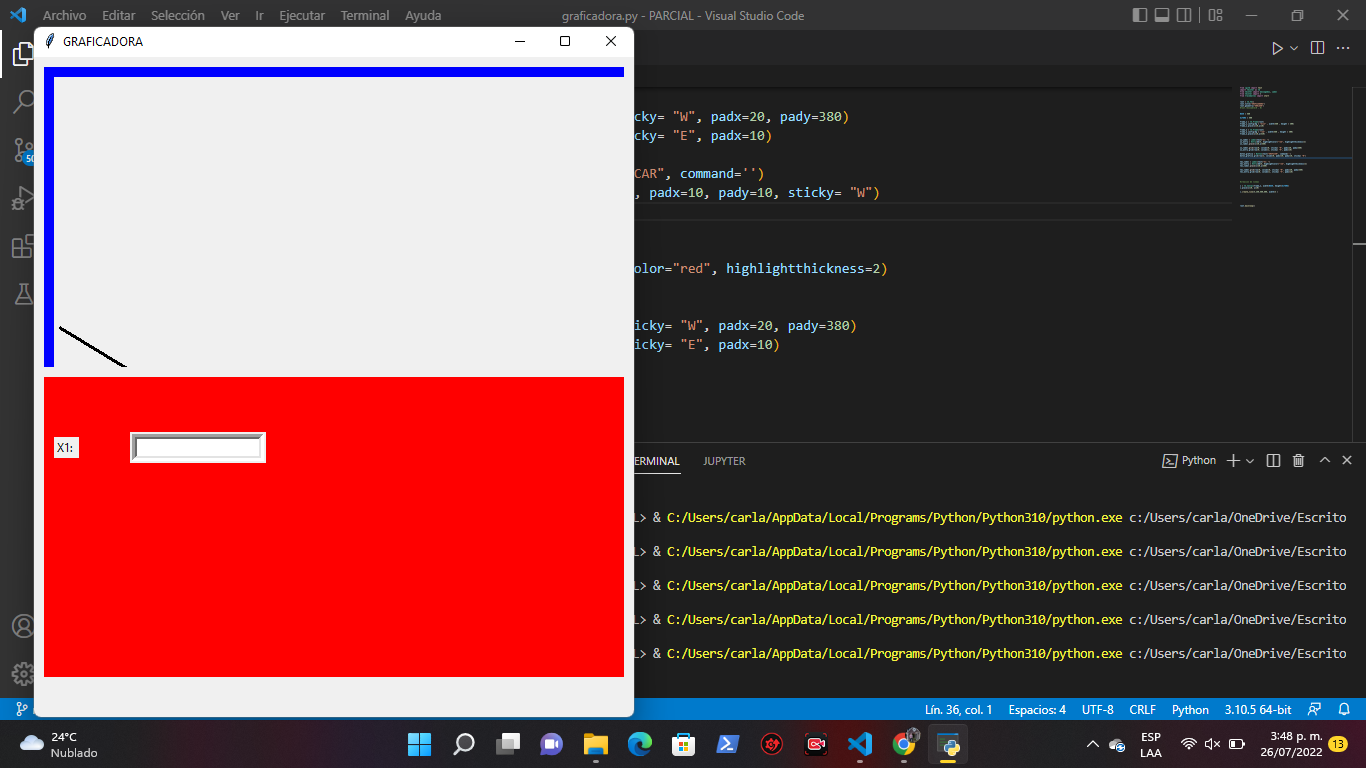 Archivo Editar Selección Ver Ir Ejecutar Terminal Ayuda graficadora.py - PARCIAL - Visual Studio Code
GRAFICADORA
cky= "W", padx=20, pady=380)
cky= "E", padx=10)
CAR", command='')
, padx=10, pady=10, sticky= "W")
olor="red", highlightthickness=2)
icky= "W", padx=20, pady=380)
icky= "E", padx=10)
X1:
ERMINAL JUPYTER Python
L> & C:/Users/carla/AppData/Local/Programs/Python/Python310/python.exe c:/Users/carla/OneDrive/Escrito
L> & C:/Users/carla/AppData/Local/Programs/Python/Python310/python.exe c:/Users/carla/OneDrive/Escrito
L> & C:/Users/carla/AppData/Local/Programs/Python/Python310/python.exe c:/Users/carla/OneDrive/Escrito
L> & C:/Users/carla/AppData/Local/Programs/Python/Python310/python.exe c:/Users/carla/OneDrive/Escrito
L> & C:/Users/carla/AppData/Local/Programs/Python/Python310/python.exe c:/Users/carla/OneDrive/Escrito
Lín. 36, col. 1 Espacios: 4 UTF-8 CRLF Python 3.10.5 64-bit
24°C
Nublado
ESP
LAA
3:48 p. m.
26/07/2022
13